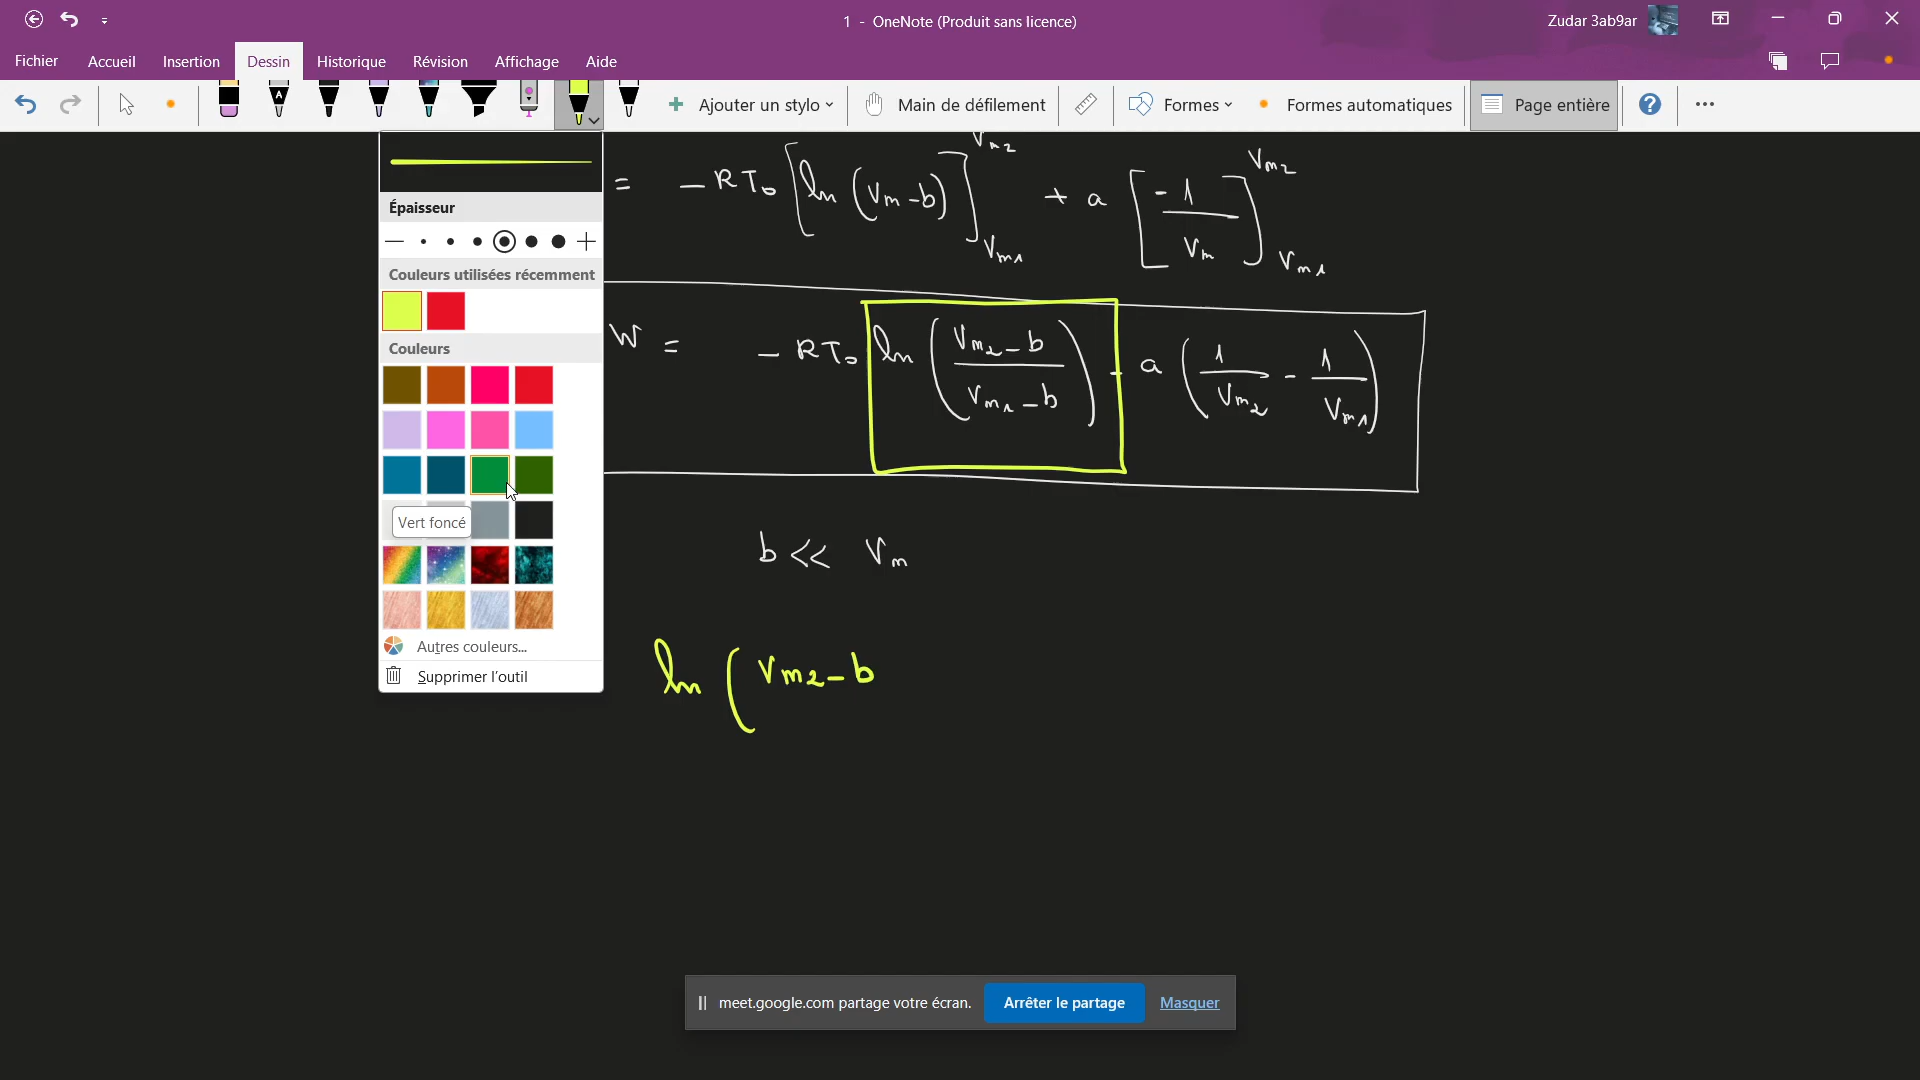 1 - OneNote (Produit sans licence)
Zudar 3ab9ar
Fichier Accueil Insertion Dessin Historique Révision Affichage Aide
Ajouter un stylo Main de défilement Formes Formes automatiques Page entière
= - RT₀ [ln (Vm - b)]Vm2 Vm1 + a [-1/Vm]Vm2 Vm1
Épaisseur
Couleurs utilisées récemment
Couleurs
W = - RT₀ ln ((Vm2 - b)/(Vm1 - b)) - a (1/Vm2 - 1/Vm1)
Vert foncé
b << Vm
Autres couleurs...
Supprimer l'outil
ln ( Vm2 - b
meet.google.com partage votre écran. Arrêter le partage Masquer